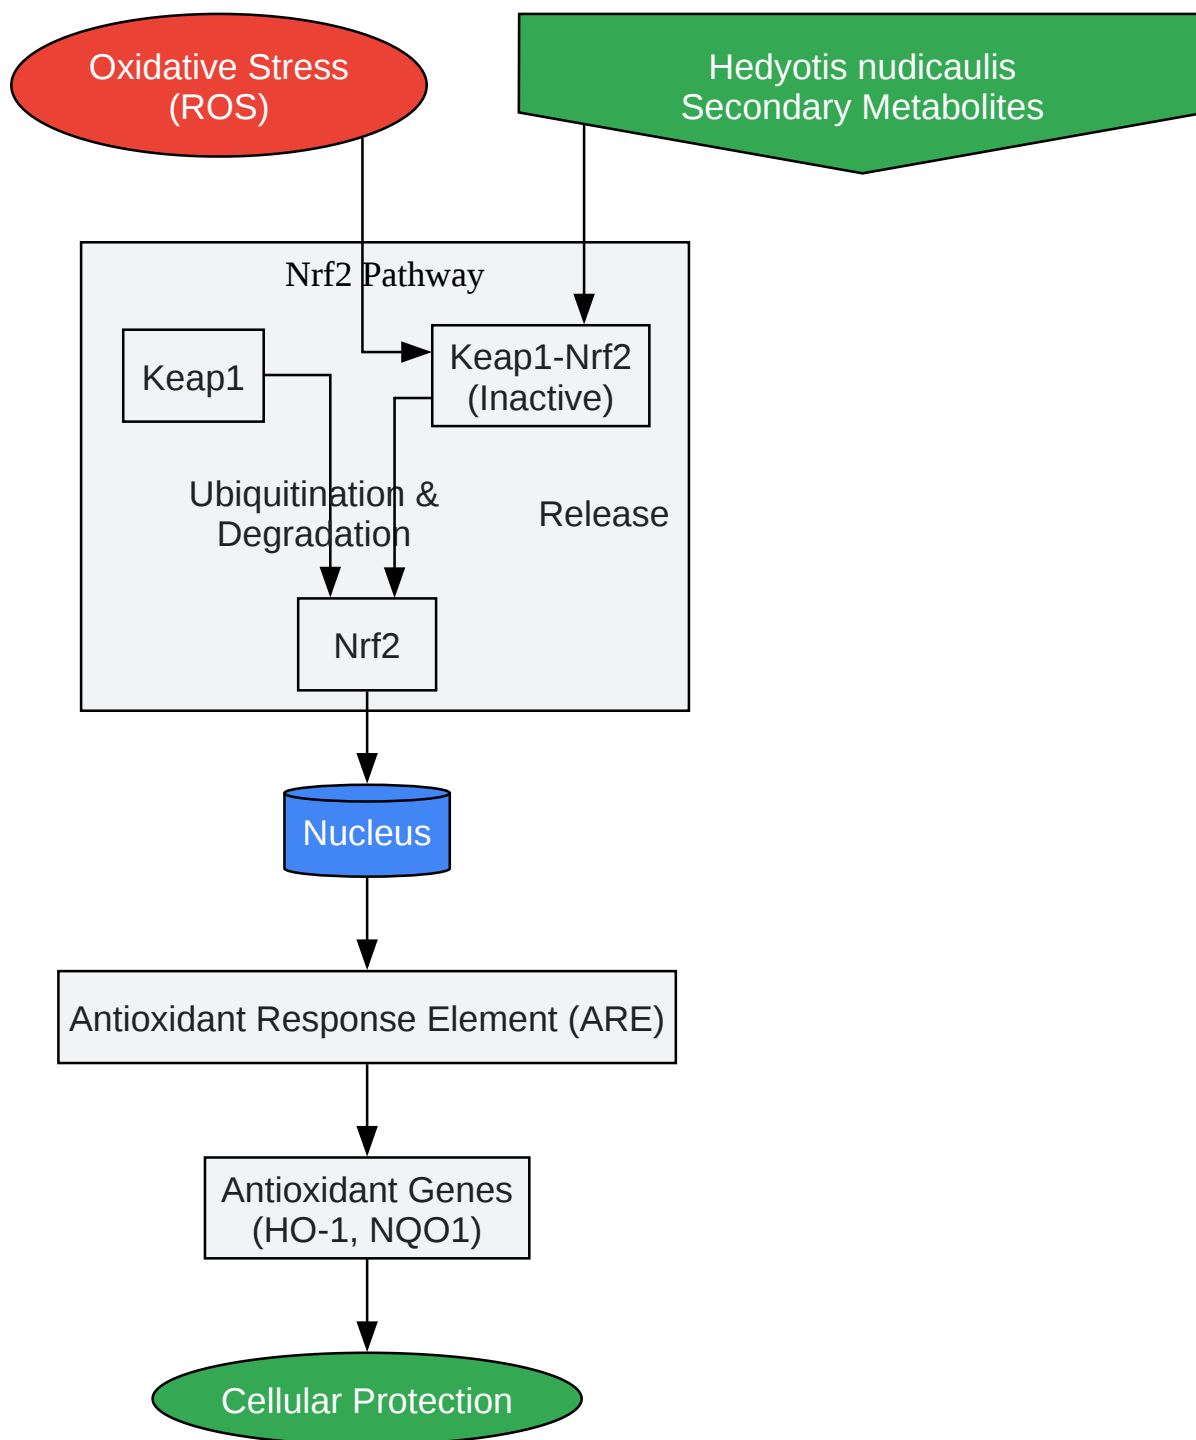 Oxidative Stress
(ROS)
Hedyotis nudicaulis
Secondary Metabolites
Nrf2 Pathway
Keap1
Keap1-Nrf2
(Inactive)
Ubiquitination &
Degradation
Release
Nrf2
Nucleus
Antioxidant Response Element (ARE)
Antioxidant Genes
(HO-1, NQO1)
Cellular Protection